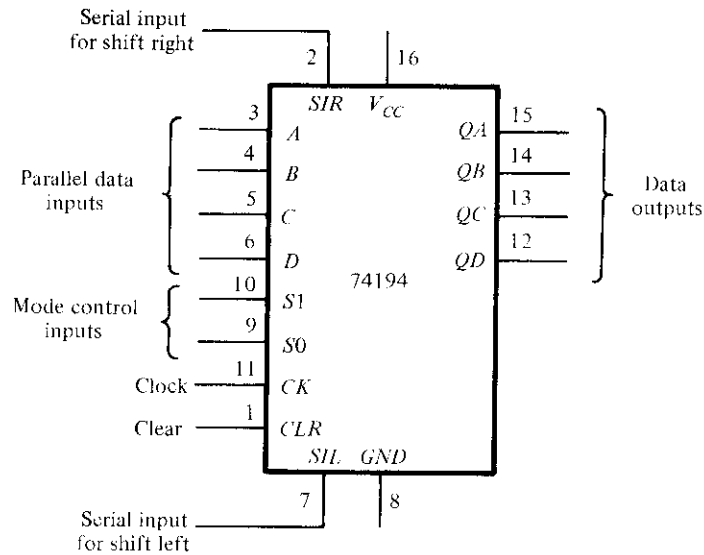 Serial input
for shift right
2
16
SIR
VCC
3
A
QA
15
4
B
QB
14
Parallel data
inputs
5
C
QC
13
Data
outputs
6
D
QD
12
74194
Mode control
inputs
10
S1
9
S0
Clock
11
CK
Clear
1
CLR
SIL
GND
7
8
Serial input
for shift left